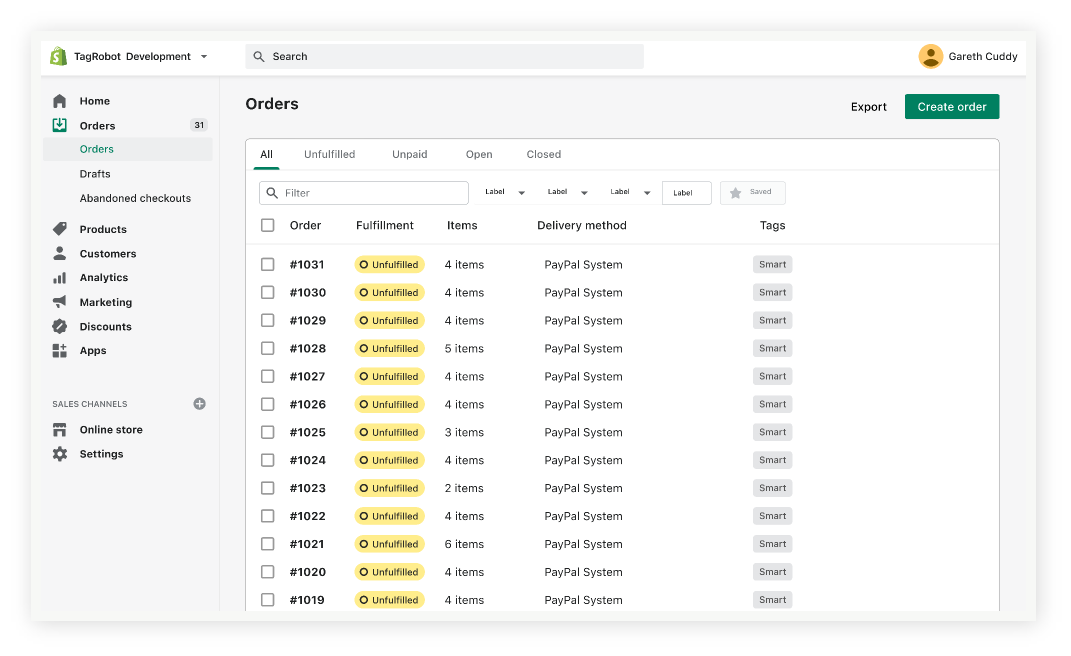 TagRobot Development
Search
Gareth Cuddy
Home
Orders 31
Orders
Drafts
Abandoned checkouts
Products
Customers
Analytics
Marketing
Discounts
Apps
SALES CHANNELS
Online store
Settings
Orders
Export Create order
All Unfulfilled Unpaid Open Closed
Filter Label Label Label Label Saved
Order Fulfillment Items Delivery method Tags
#1031 Unfulfilled 4 items PayPal System Smart
#1030 Unfulfilled 4 items PayPal System Smart
#1029 Unfulfilled 4 items PayPal System Smart
#1028 Unfulfilled 5 items PayPal System Smart
#1027 Unfulfilled 4 items PayPal System Smart
#1026 Unfulfilled 4 items PayPal System Smart
#1025 Unfulfilled 3 items PayPal System Smart
#1024 Unfulfilled 4 items PayPal System Smart
#1023 Unfulfilled 2 items PayPal System Smart
#1022 Unfulfilled 4 items PayPal System Smart
#1021 Unfulfilled 6 items PayPal System Smart
#1020 Unfulfilled 4 items PayPal System Smart
#1019 Unfulfilled 4 items PayPal System Smart